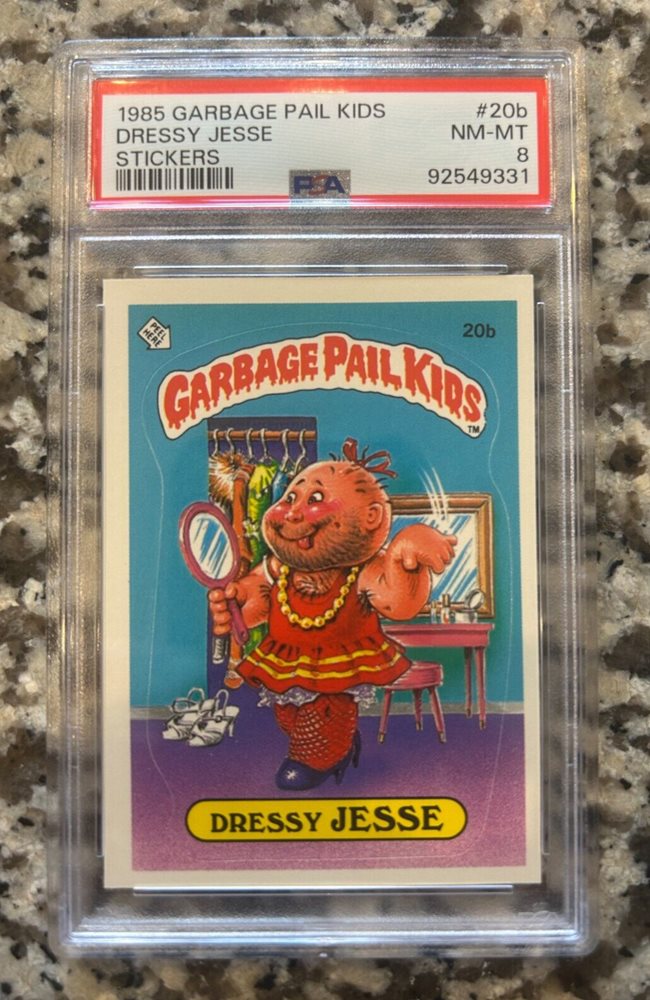 1985 GARBAGE PAIL KIDS #20b
DRESSY JESSE NM-MT
STICKERS 8
PSA 92549331
PEEL
HERE
20b
GARBAGE PAIL KIDS
TM
DRESSY JESSE